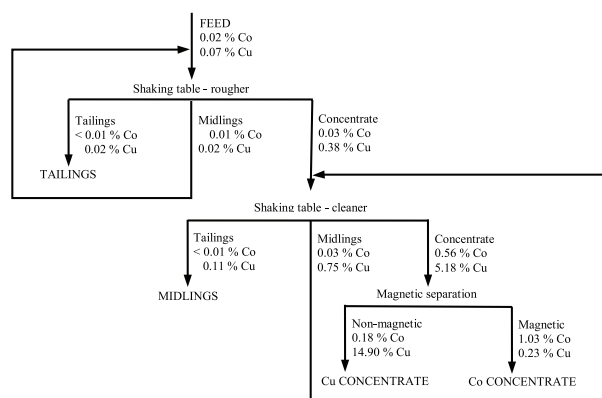 FEED
0.02 % Co
0.07 % Cu
Shaking table - rougher
Tailings
< 0.01 % Co
0.02 % Cu
Midlings
0.01 % Co
0.02 % Cu
Concentrate
0.03 % Co
0.38 % Cu
TAILINGS
Shaking table - cleaner
Tailings
< 0.01 % Co
0.11 % Cu
Midlings
0.03 % Co
0.75 % Cu
Concentrate
0.56 % Co
5.18 % Cu
MIDLINGS
Magnetic separation
Non-magnetic
0.18 % Co
14.90 % Cu
Magnetic
1.03 % Co
0.23 % Cu
Cu CONCENTRATE
Co CONCENTRATE